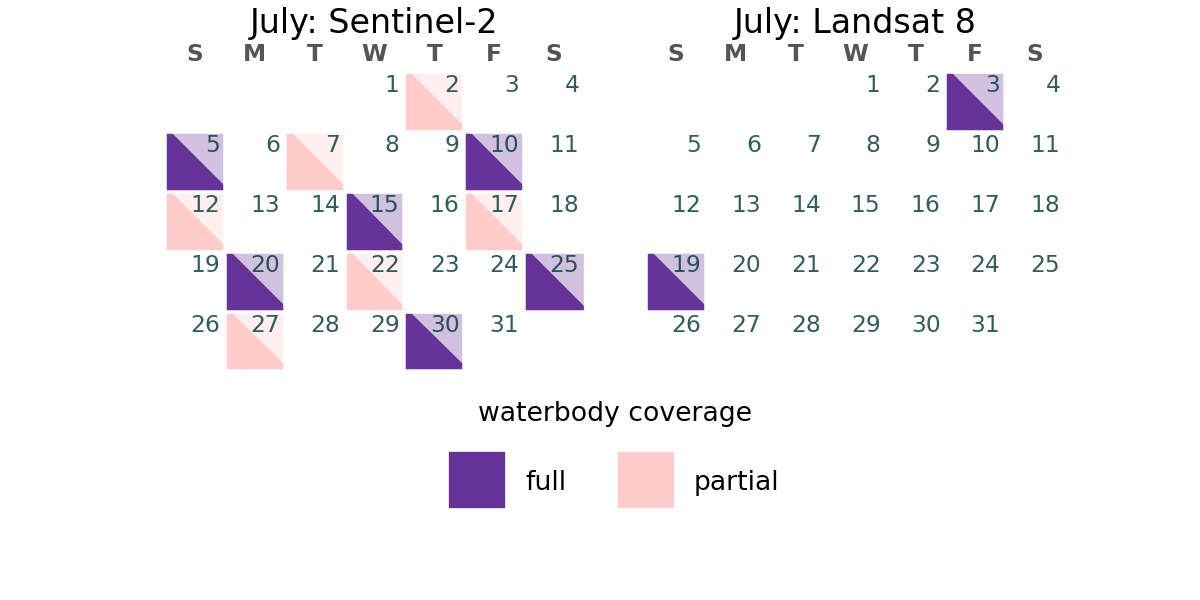 July: Sentinel-2
S M T W T F S
1 2 3 4
5 6 7 8 9 10 11
12 13 14 15 16 17 18
19 20 21 22 23 24 25
26 27 28 29 30 31
July: Landsat 8
S M T W T F S
1 2 3 4
5 6 7 8 9 10 11
12 13 14 15 16 17 18
19 20 21 22 23 24 25
26 27 28 29 30 31
waterbody coverage
full partial